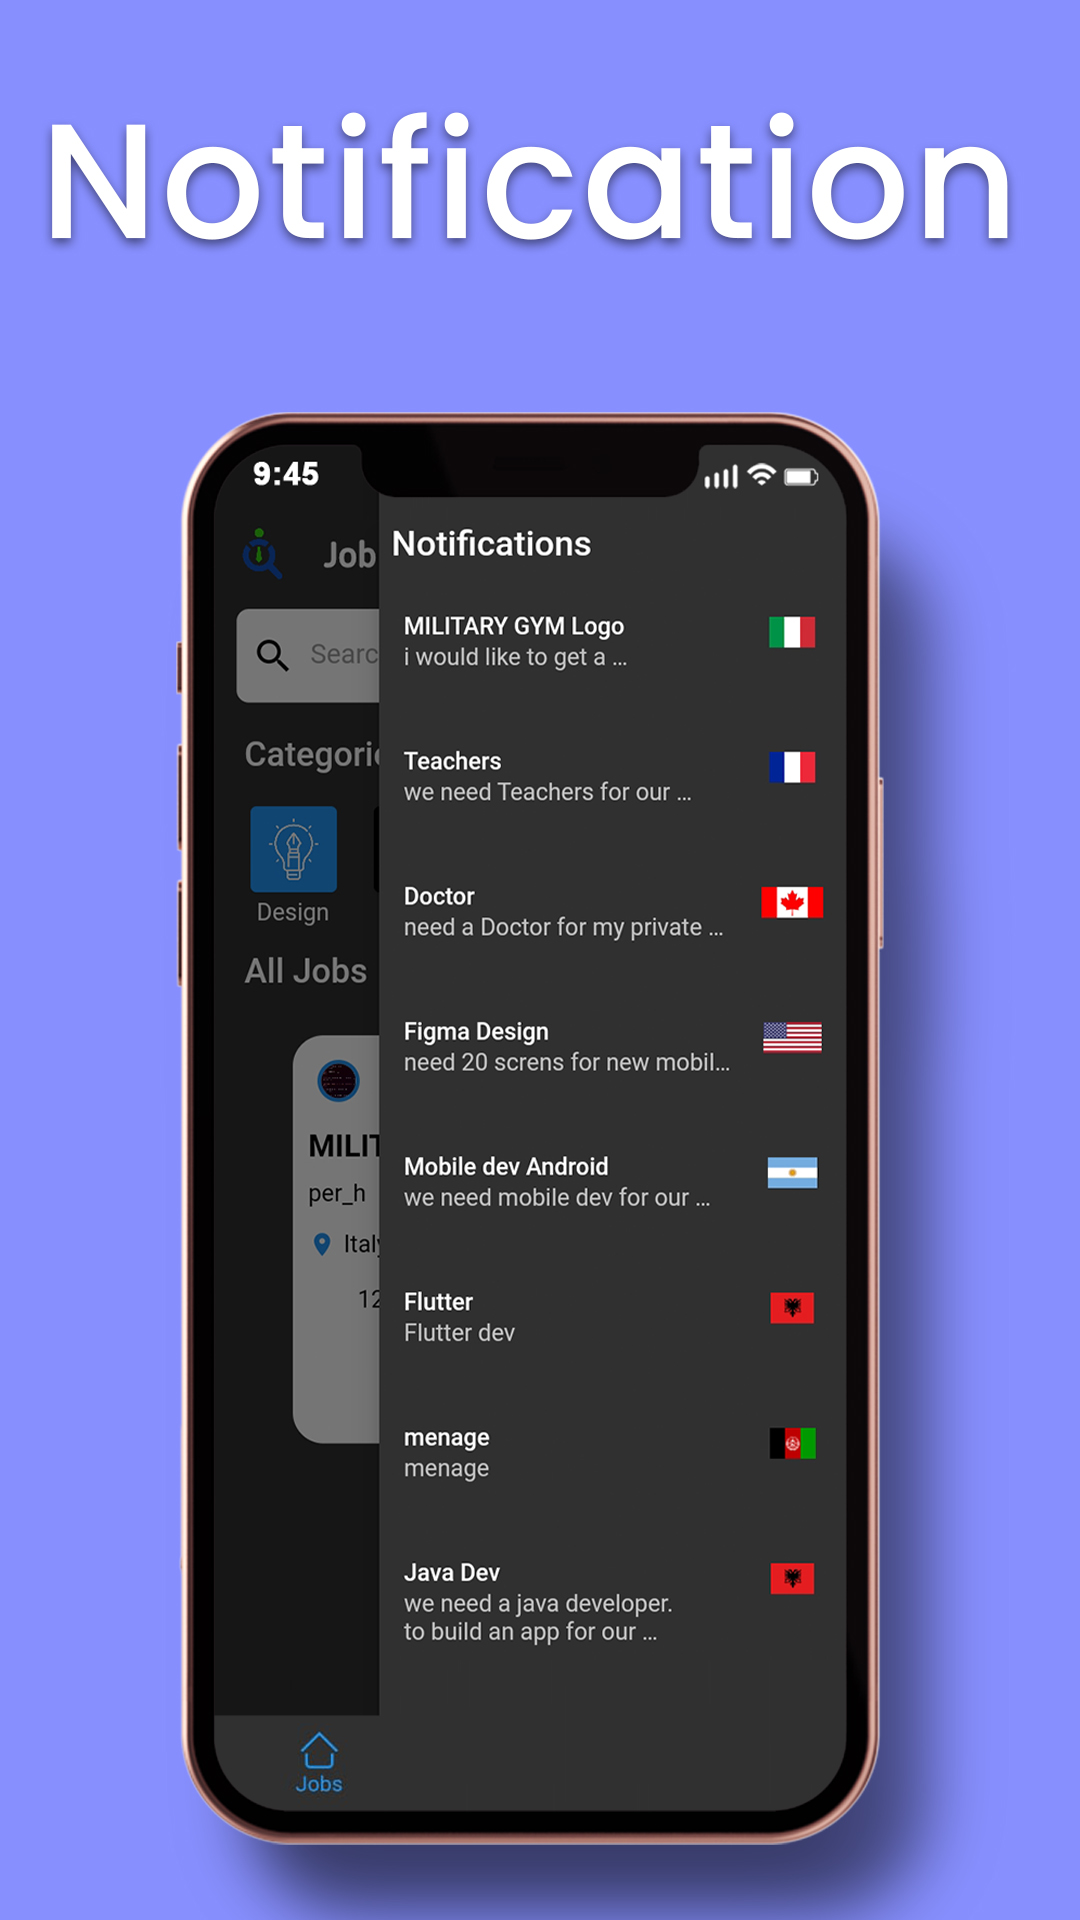 Notification
9:45
Job
Notifications
Searc
Categorie
Design
All Jobs
MILIT
per_h
Italy
12
MILITARY GYM Logo
i would like to get a ...
Teachers
we need Teachers for our ...
Doctor
need a Doctor for my private ...
Figma Design
need 20 screns for new mobil...
Mobile dev Android
we need mobile dev for our ...
Flutter
Flutter dev
menage
menage
Java Dev
we need a java developer.
to build an app for our ...
Jobs